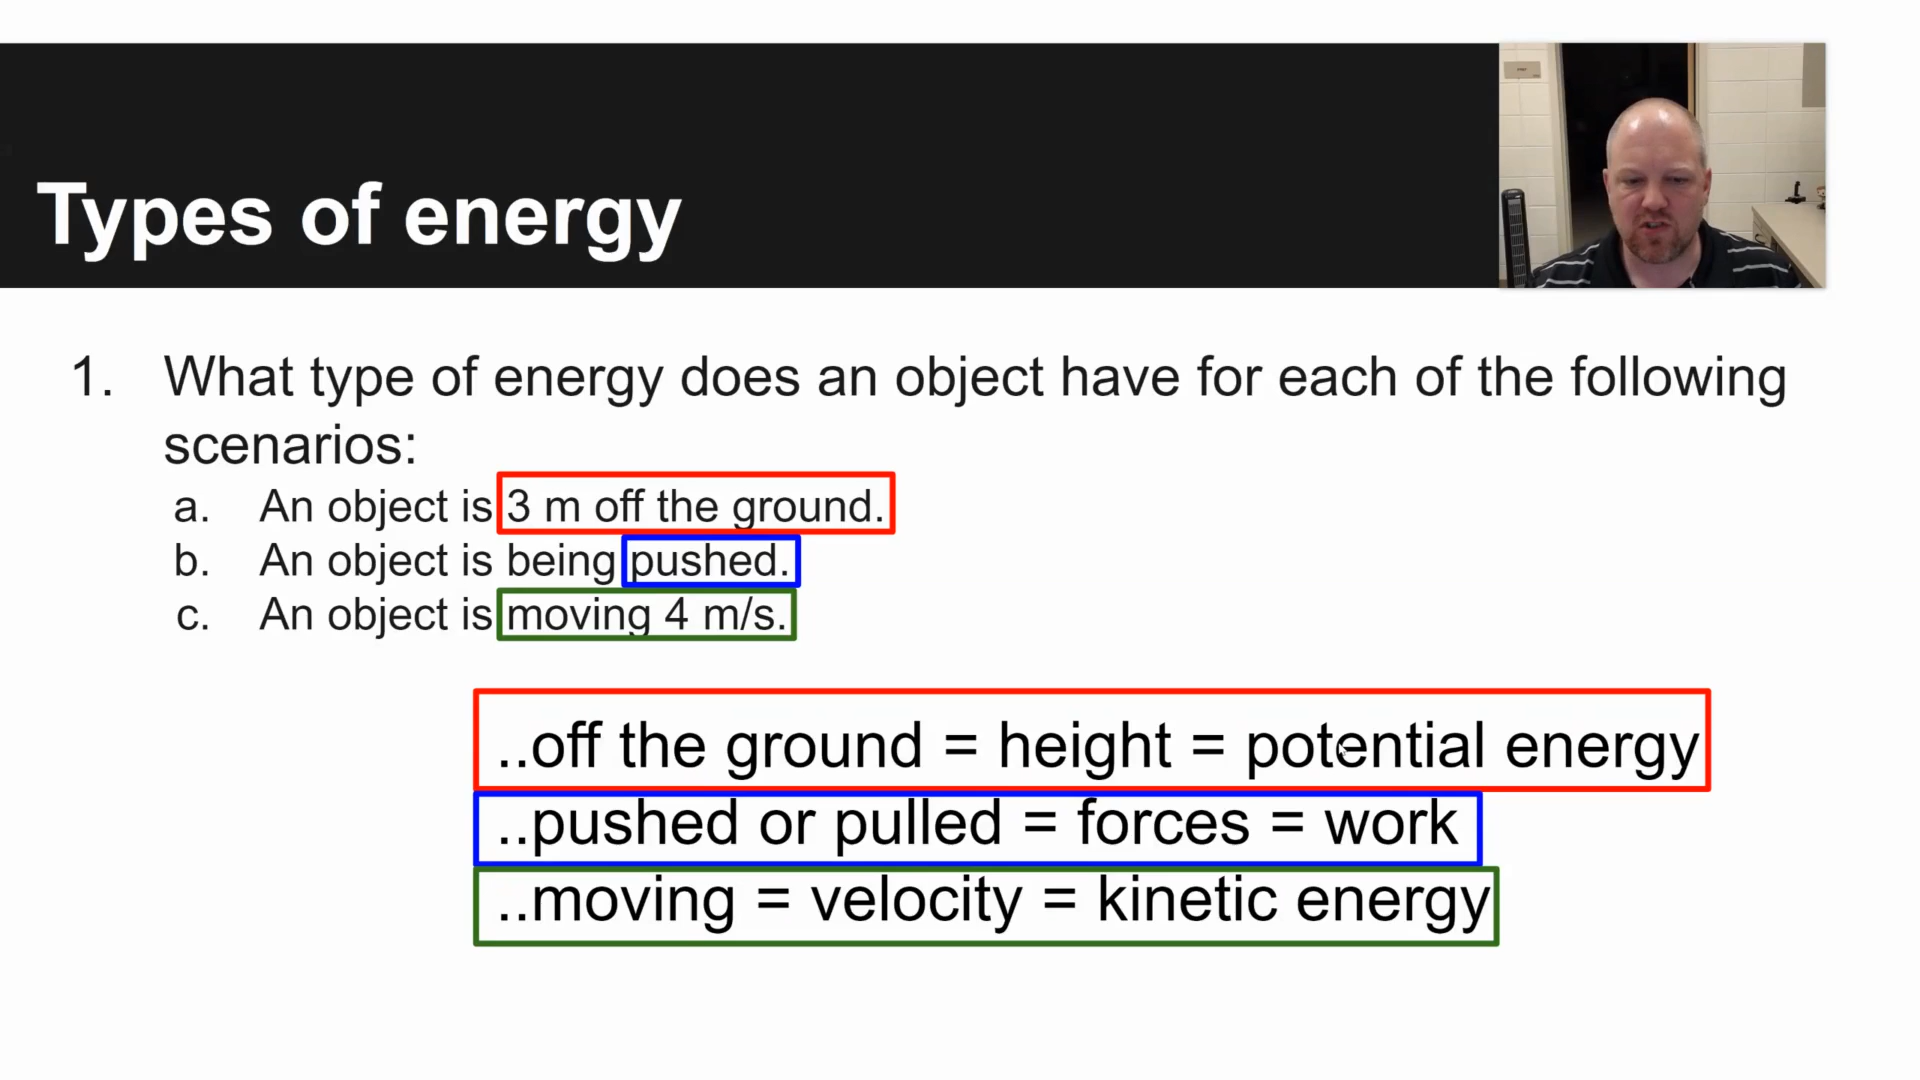 Types of energy
1. What type of energy does an object have for each of the following
scenarios:
a. An object is 3 m off the ground.
b. An object is being pushed.
c. An object is moving 4 m/s.
..off the ground = height = potential energy
..pushed or pulled = forces = work
..moving = velocity = kinetic energy